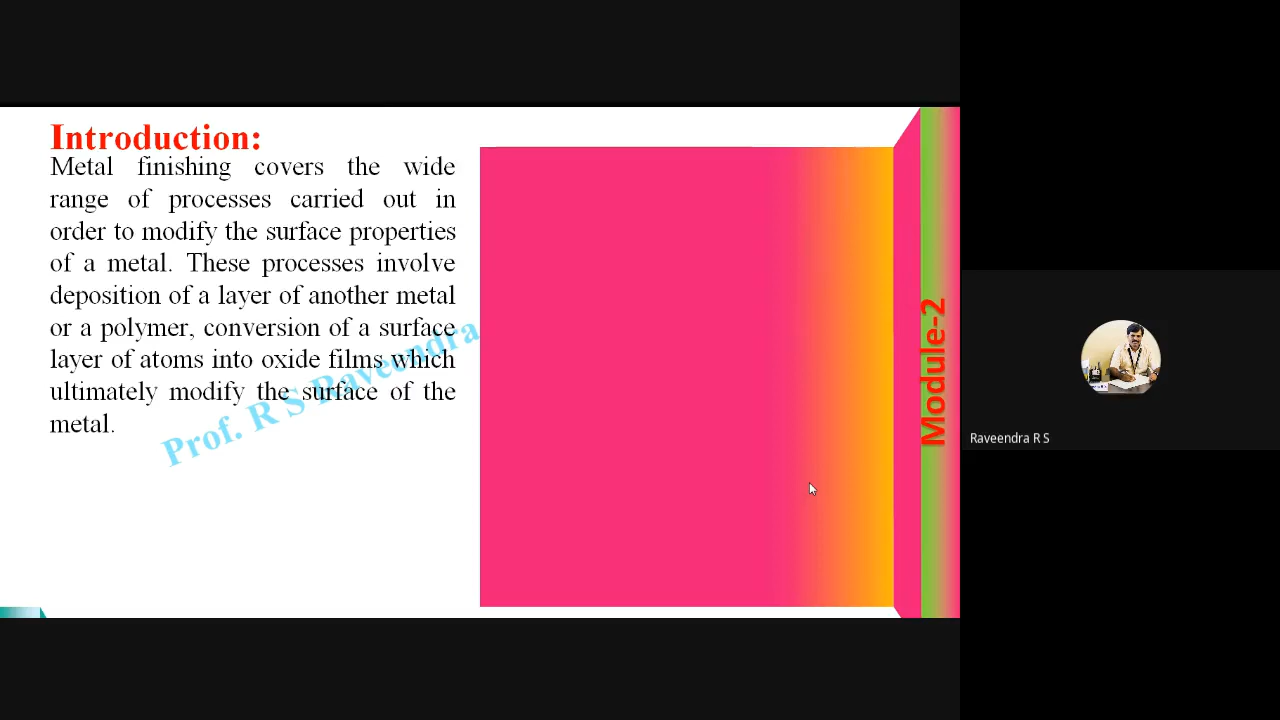 Introduction:
Metal finishing covers the wide
range of processes carried out in
order to modify the surface properties
of a metal. These processes involve
deposition of a layer of another metal
or a polymer, conversion of a surface
layer of atoms into oxide films which
ultimately modify the surface of the
metal.
Prof. R S Raveendra
Module-2
Raveendra R S